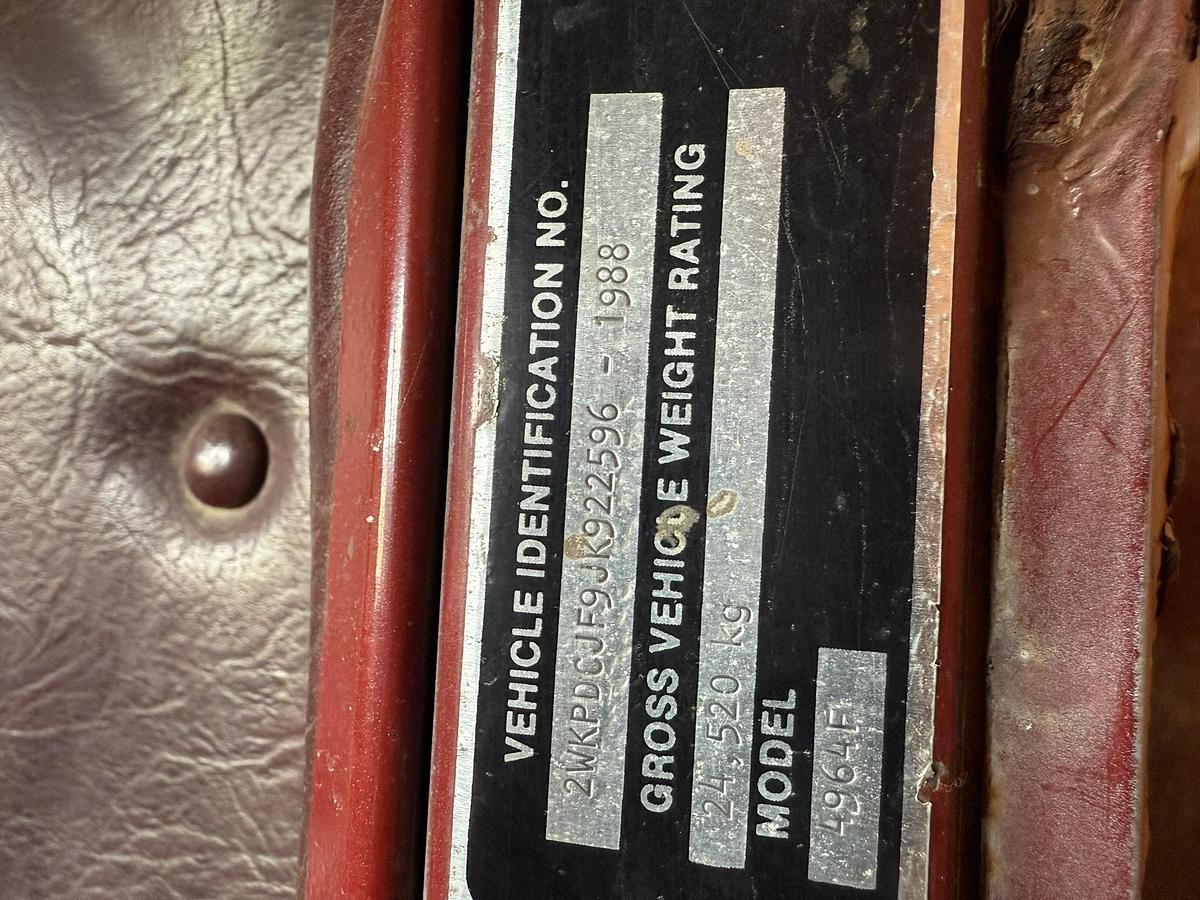 VEHICLE IDENTIFICATION NO.
2WKPDCJF9JK922596 - 1988
GROSS VEHICLE WEIGHT RATING
24,520 kg
MODEL
4964F